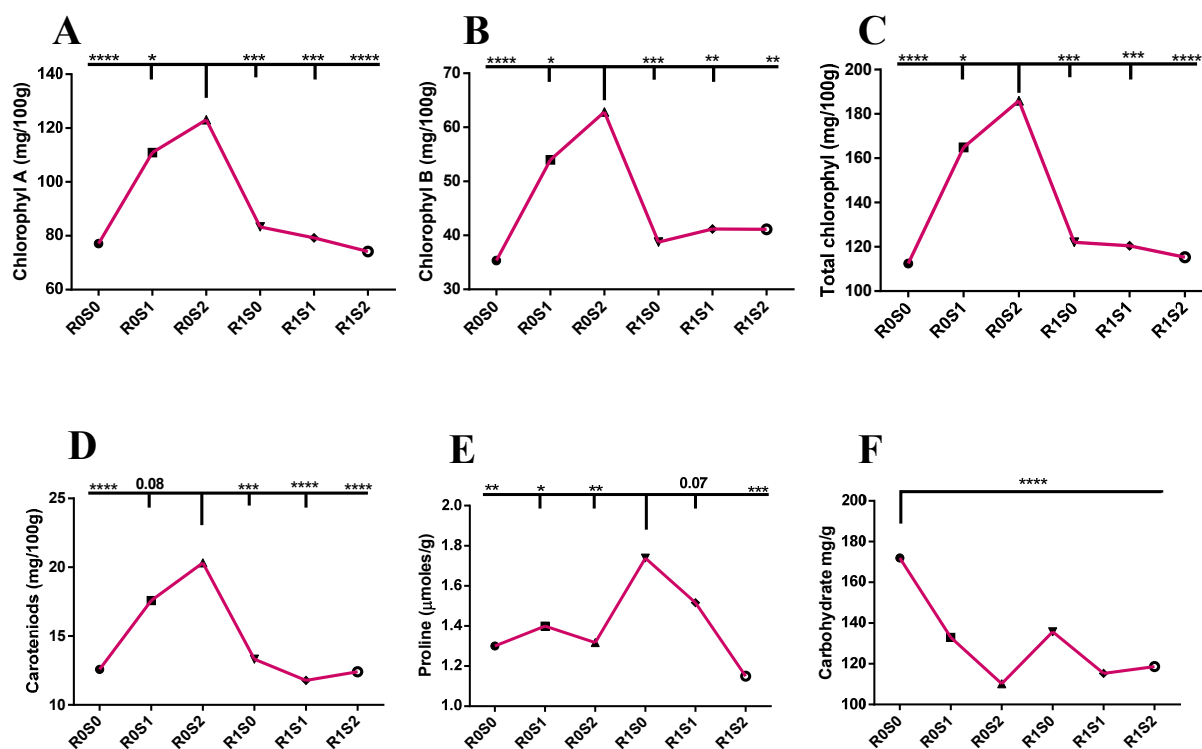 A
**** * *** *** ****
Chlorophyl A (mg/100g)
140
120
100
80
60
R0S0 R0S1 R0S2 R1S0 R1S1 R1S2
B
**** * *** ** **
Chlorophyl B (mg/100g)
70
60
50
40
30
R0S0 R0S1 R0S2 R1S0 R1S1 R1S2
C
**** * *** *** ****
Total chlorophyl (mg/100g)
200
180
160
140
120
100
R0S0 R0S1 R0S2 R1S0 R1S1 R1S2
D
**** 0.08 *** **** ****
Caroteniods (mg/100g)
25
20
15
10
R0S0 R0S1 R0S2 R1S0 R1S1 R1S2
E
** * ** 0.07 ***
Proline (μmoles/g)
2.0
1.8
1.6
1.4
1.2
1.0
R0S0 R0S1 R0S2 R1S0 R1S1 R1S2
F
****
Carbohydrate mg/g
200
180
160
140
120
100
R0S0 R0S1 R0S2 R1S0 R1S1 R1S2